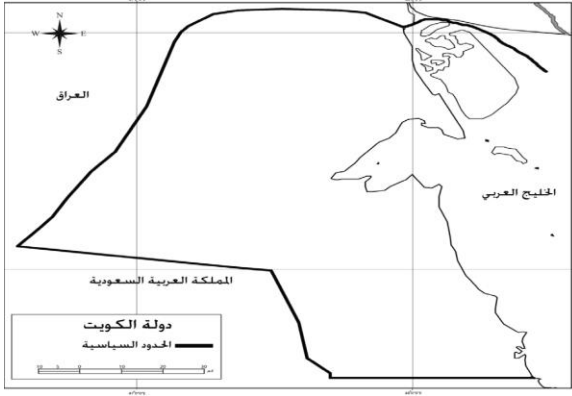 N
W E
S
العراق
الخليج العربي
المملكة العربية السعودية
دولة الكويت
الحدود السياسية